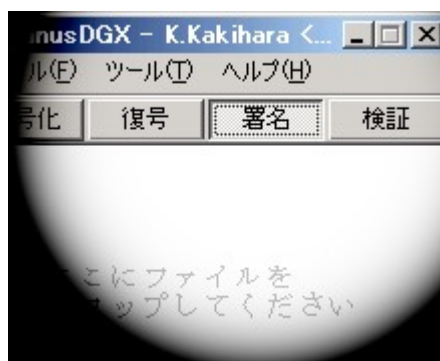 nusDGX - K.Kakihara <...
ル(F) ツール(T) ヘルプ(H)
号化 復号 署名 検証
こにファイルを
ップしてください